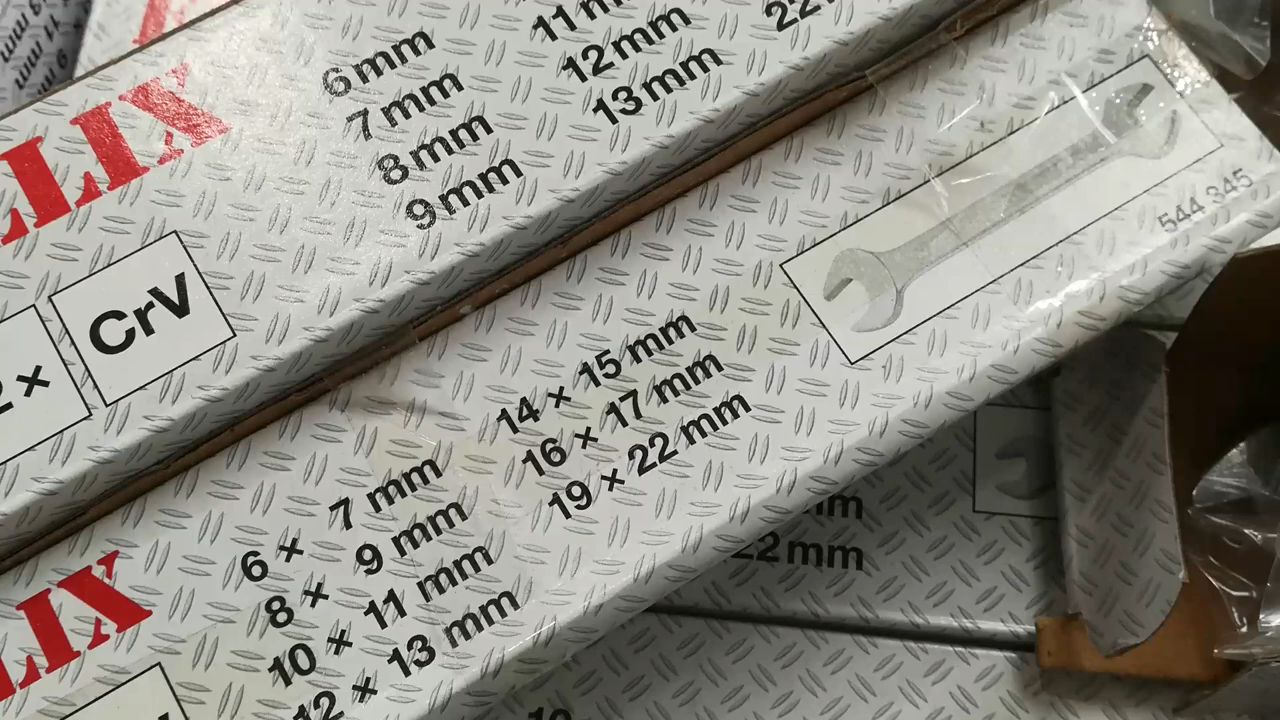 LLIX
6 mm
7 mm
8 mm
9 mm
12 mm
13 mm
CrV
544 345
14 × 15 mm
16 × 17 mm
19 × 22 mm
6 × 7 mm
8 × 9 mm
10 × 11 mm
12 × 13 mm
LIX
22 mm